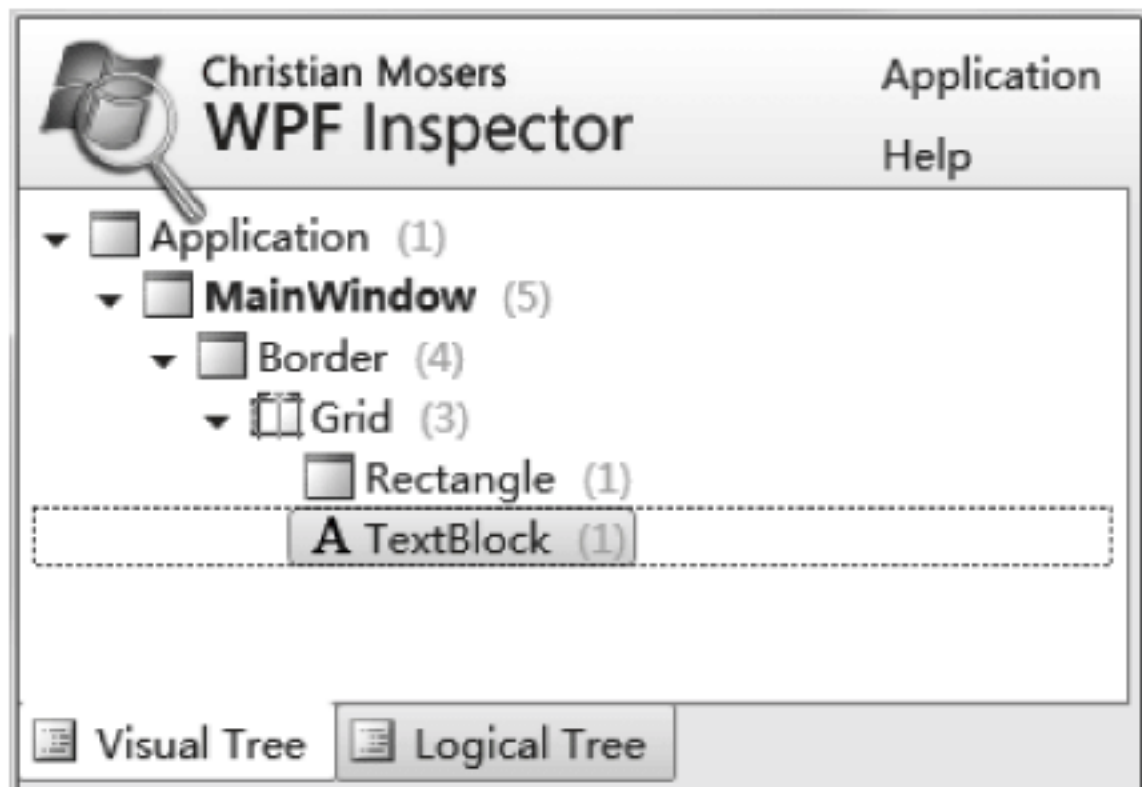 Christian Mosers
WPF Inspector
Application
Help
Application (1)
MainWindow (5)
Border (4)
Grid (3)
Rectangle (1)
A TextBlock (1)
Visual Tree
Logical Tree